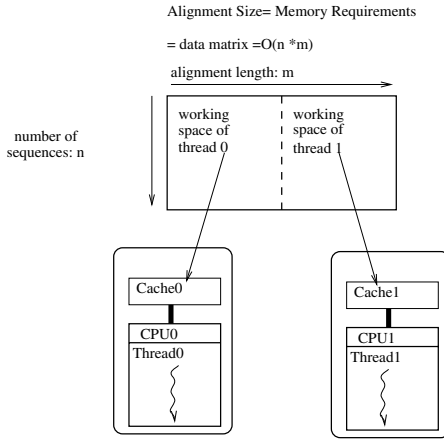 Alignment Size= Memory Requirements
= data matrix =O(n *m)
alignment length: m
number of
sequences: n
working
space of
thread 0
working
space of
thread 1
Cache0
CPU0
Thread0
Cache1
CPU1
Thread1